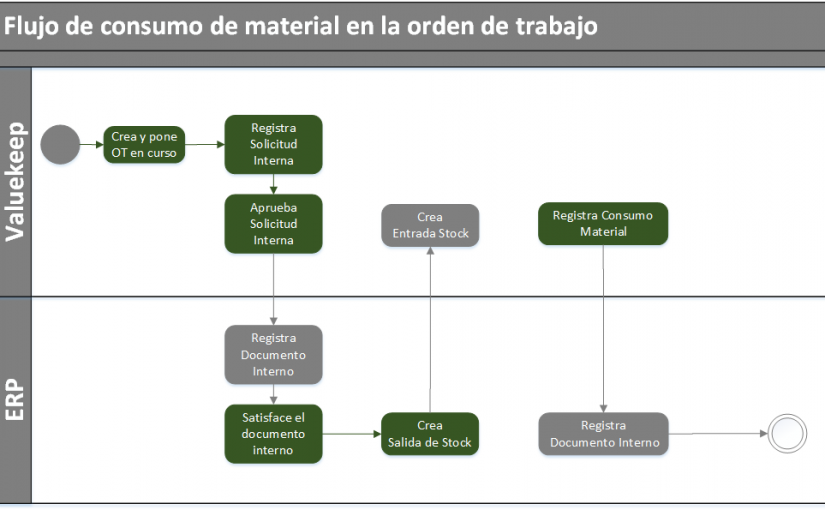 Flujo de consumo de material en la orden de trabajo
Valuekeep
Crea y pone
OT en curso
Registra
Solicitud
Interna
Aprueba
Solicitud
Interna
Crea
Entrada Stock
Registra Consumo
Material
ERP
Registra
Documento
Interno
Satisface el
documento
interno
Crea
Salida de Stock
Registra
Documento Interno